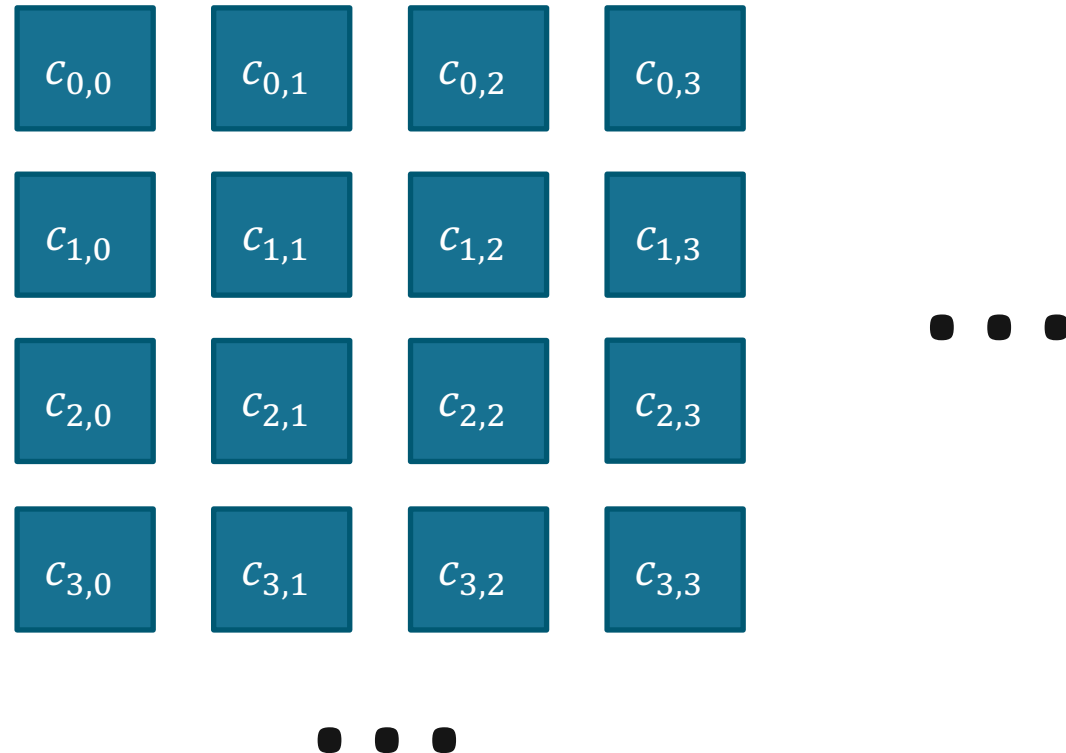 c0,0 c0,1 c0,2 c0,3
c1,0 c1,1 c1,2 c1,3
c2,0 c2,1 c2,2 c2,3
c3,0 c3,1 c3,2 c3,3
...
...